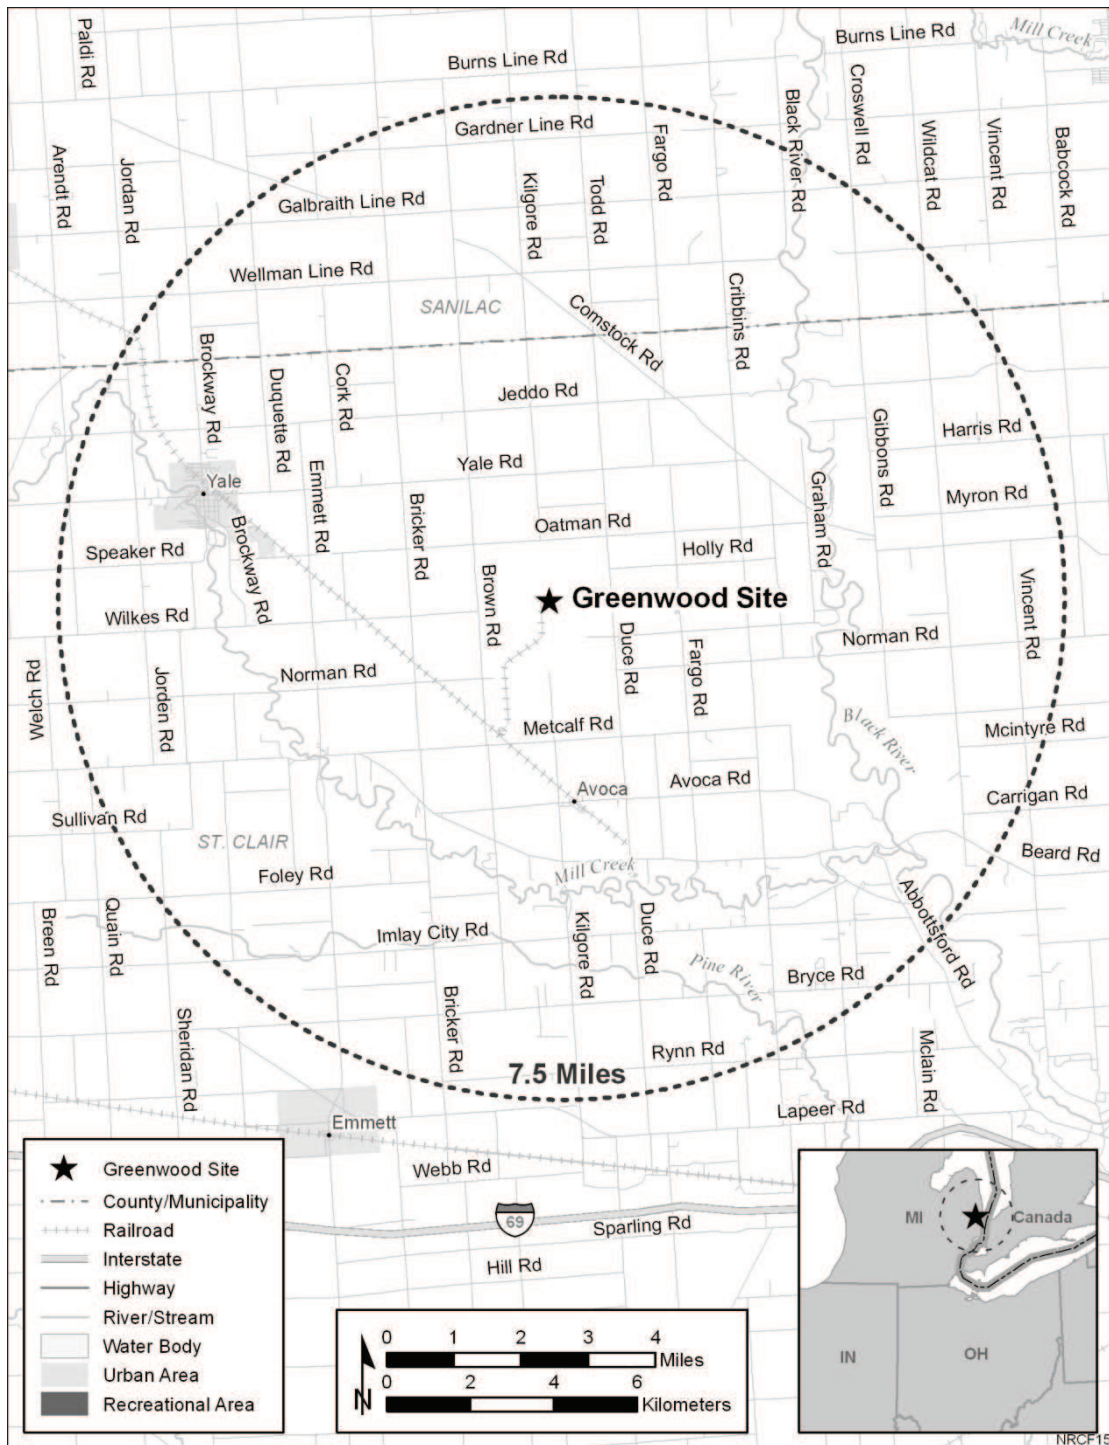 Paldi Rd
Burns Line Rd
Burns Line Rd
Mill Creek
Gardner Line Rd
Fargo Rd
Black River Rd
Croswell Rd
Wildcat Rd
Vincent Rd
Babcock Rd
Arendt Rd
Jordan Rd
Galbraith Line Rd
Kilgore Rd
Todd Rd
Wellman Line Rd
SANILAC
Comstock Rd
Cribbins Rd
Brockway Rd
Duquette Rd
Cork Rd
Jeddo Rd
Gibbons Rd
Harris Rd
Yale Rd
Yale
Emmett Rd
Bricker Rd
Graham Rd
Myron Rd
Oatman Rd
Speaker Rd
Brockway Rd
Holly Rd
Brown Rd
Greenwood Site
Vincent Rd
Wilkes Rd
Duce Rd
Fargo Rd
Norman Rd
Welch Rd
Jorden Rd
Norman Rd
Metcalf Rd
Black River
Mcintyre Rd
Avoca Rd
Avoca
Carrigan Rd
Sullivan Rd
ST. CLAIR
Beard Rd
Foley Rd
Mill Creek
Abbottsford Rd
Breen Rd
Quain Rd
Imlay City Rd
Kilgore Rd
Duce Rd
Pine River
Bryce Rd
Sheridan Rd
Bricker Rd
Rynn Rd
Mclain Rd
7.5 Miles
Lapeer Rd
Emmett
Webb Rd
69
Sparling Rd
Hill Rd
Greenwood Site
County/Municipality
Railroad
Interstate
Highway
River/Stream
Water Body
Urban Area
Recreational Area
N
0 1 2 3 4
Miles
0 2 4 6
Kilometers
MI
Canada
IN
OH
NRCF15